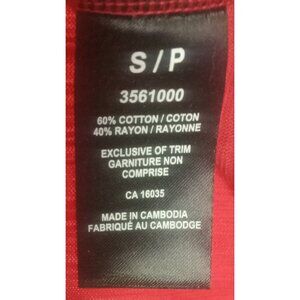 S / P
3561000
60% COTTON / COTON
40% RAYON / RAYONNE
EXCLUSIVE OF TRIM
GARNITURE NON
COMPRISE
CA 16035
MADE IN CAMBODIA
FABRIQUÉ AU CAMBODGE